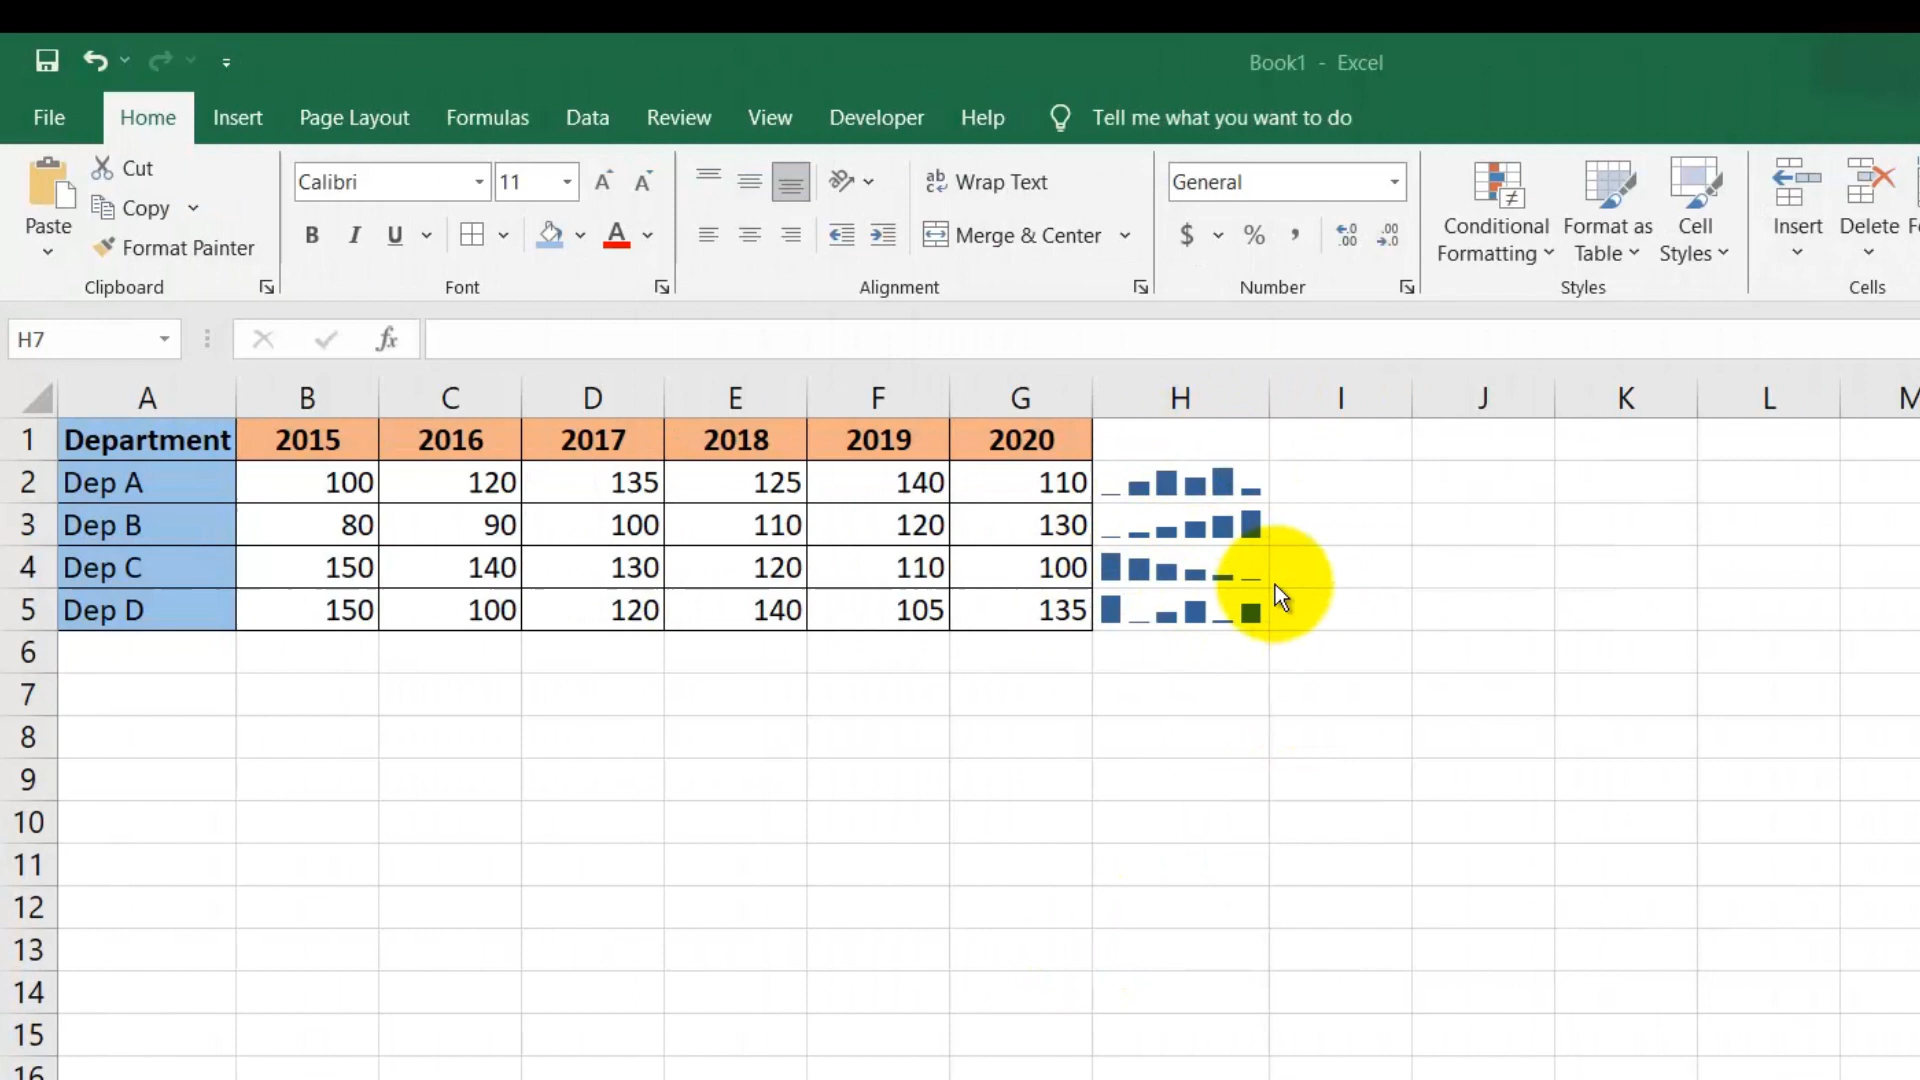 Book1 - Excel
File Home Insert Page Layout Formulas Data Review View Developer Help Tell me what you want to do
Paste
Cut
Copy
Format Painter
Clipboard
Calibri 11
A A
B I U A
Font
ab c Wrap Text
Merge & Center
Alignment
General
$ % , .00 .00 .0
Number
Conditional Formatting
Format as Table
Cell Styles
Styles
Insert Delete
Cells
H7 fx
A B C D E F G H I J K L M
1 Department 2015 2016 2017 2018 2019 2020
2 Dep A 100 120 135 125 140 110
3 Dep B 80 90 100 110 120 130
4 Dep C 150 140 130 120 110 100
5 Dep D 150 100 120 140 105 135
6
7
8
9
10
11
12
13
14
15
16